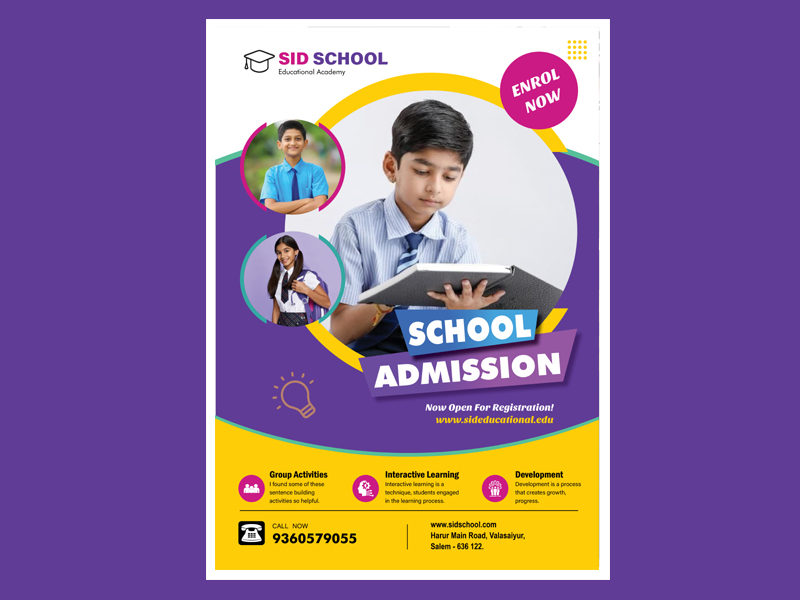 SID SCHOOL
Educational Academy
ENROL
NOW
SCHOOL
ADMISSION
Now Open For Registration!
www.sideducational.edu
Group Activities
I found some of these
sentence building
activities so helpful.
Interactive Learning
Interactive learning is a
technique, students engaged
in the learning process.
Development
Development is a process
that creates growth,
progress.
CALL NOW
9360579055
www.sidschool.com
Harur Main Road, Valasaiyur,
Salem - 636 122.